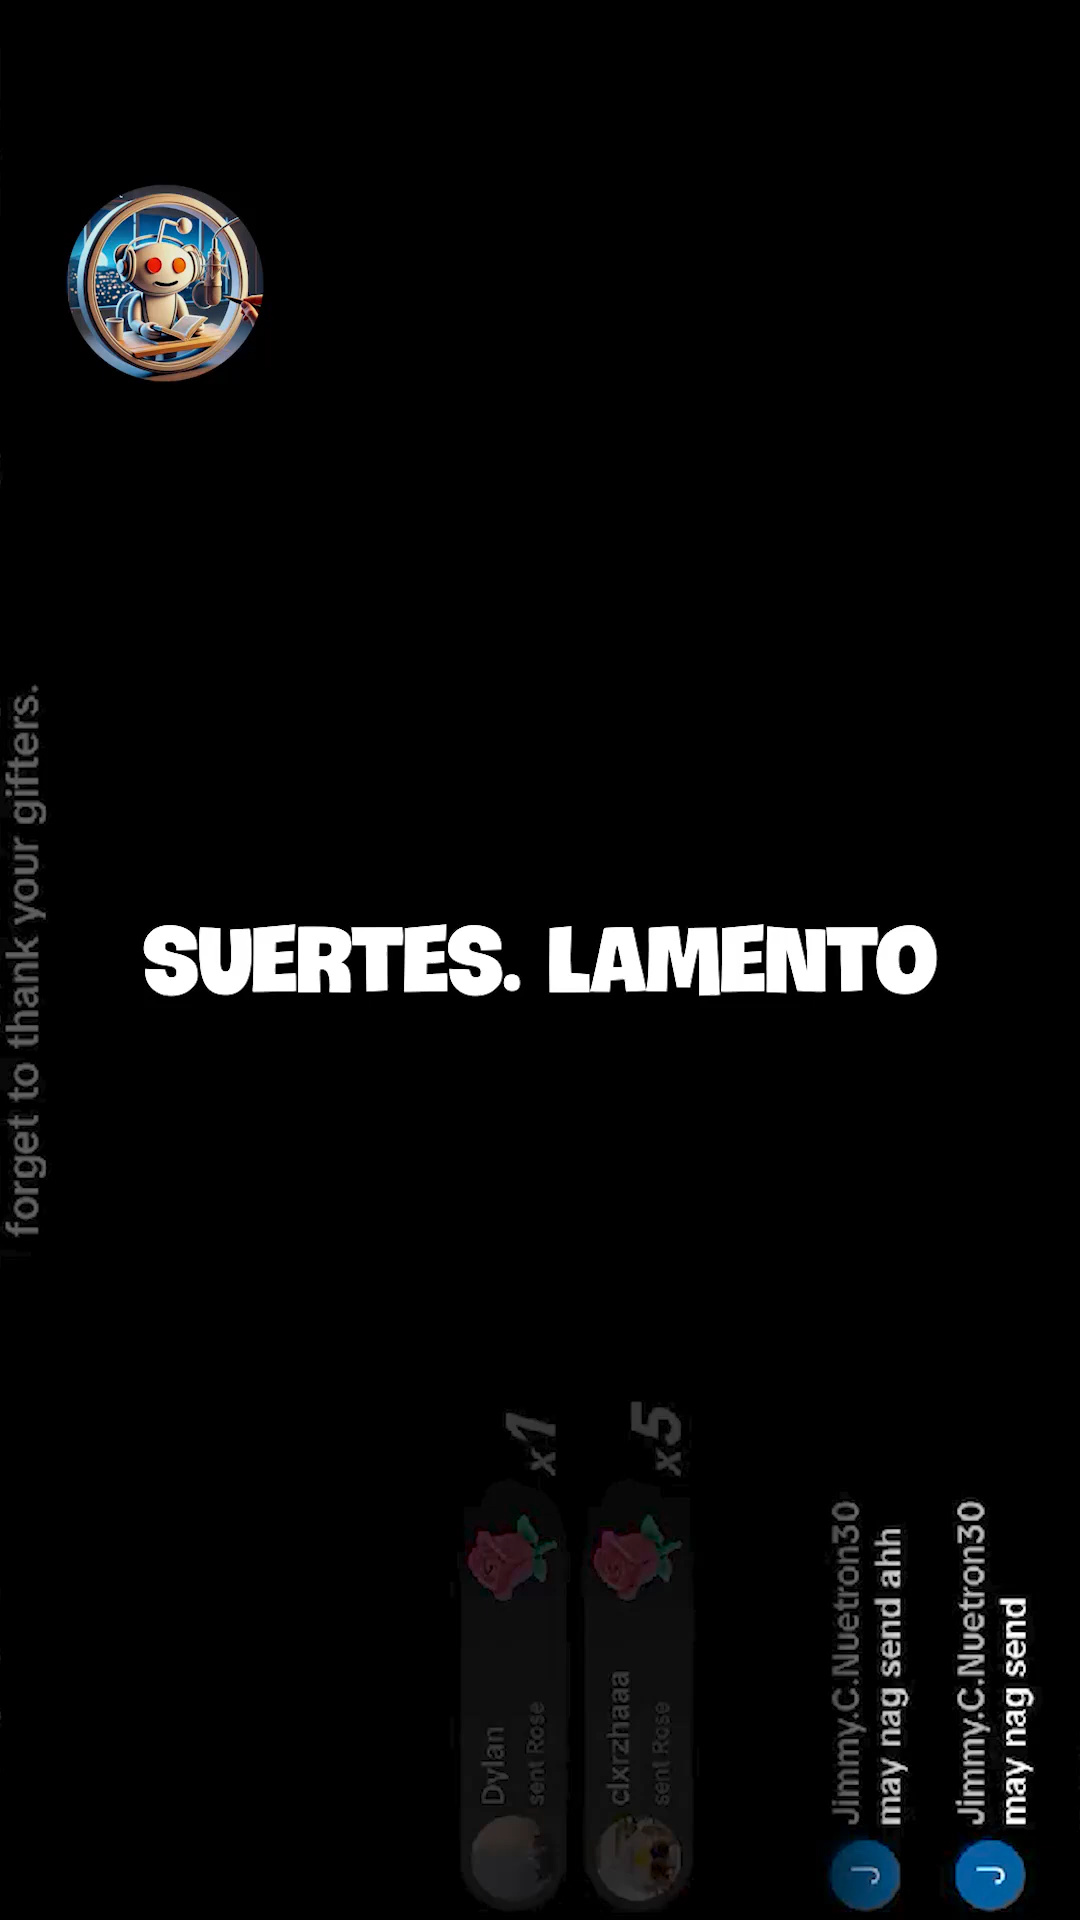 forget to thank your gifters.
SUERTES. LAMENTO
Dylan
sent Rose
x1
clxrzhaaa
sent Rose
x5
Jimmy.C.Nuetron30
may nag send ahh
J
Jimmy.C.Nuetron30
may nag send
J